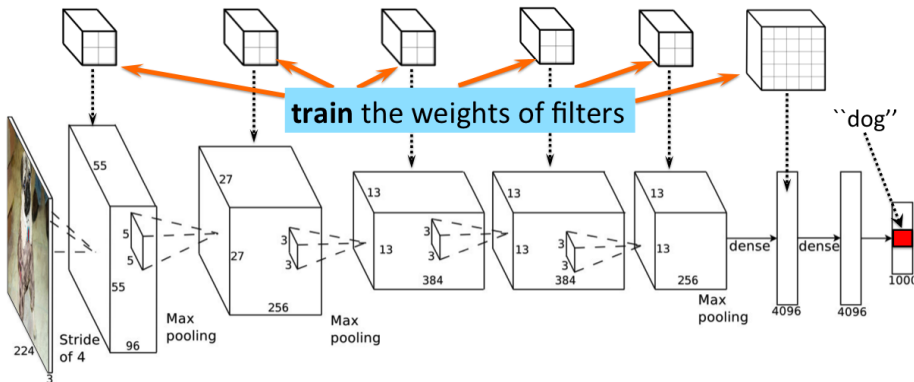 train the weights of filters
``dog''
55
27
13
13
13
5
5
3
3
3
3
3
3
55
27
13
13
13
dense
dense
384
384
256
1000
256
Max
pooling
4096
4096
224
Stride
of 4
96
Max
pooling
Max
pooling
3